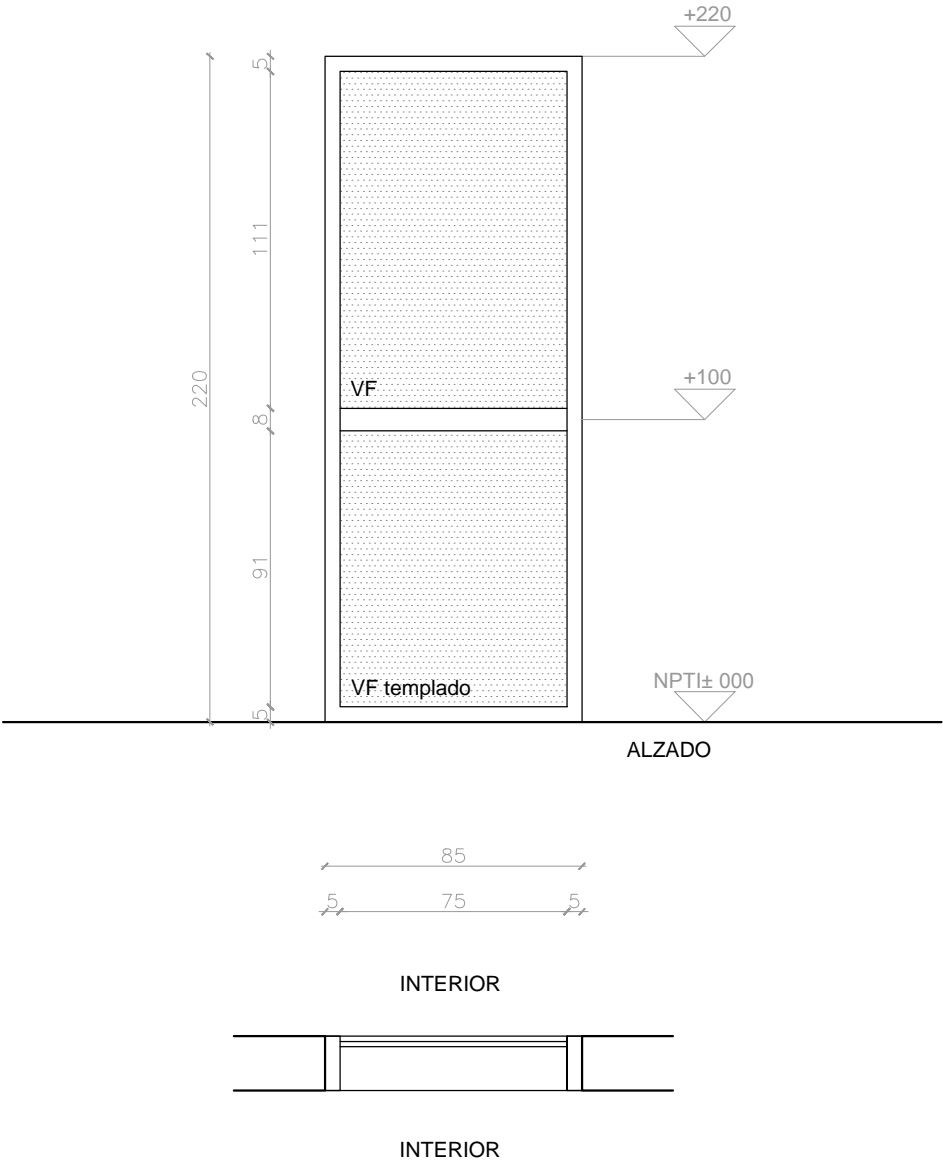 +220
5
111
220
VF
+100
8
91
VF templado
NPTI± 000
5
ALZADO
85
5 75 5
INTERIOR
INTERIOR